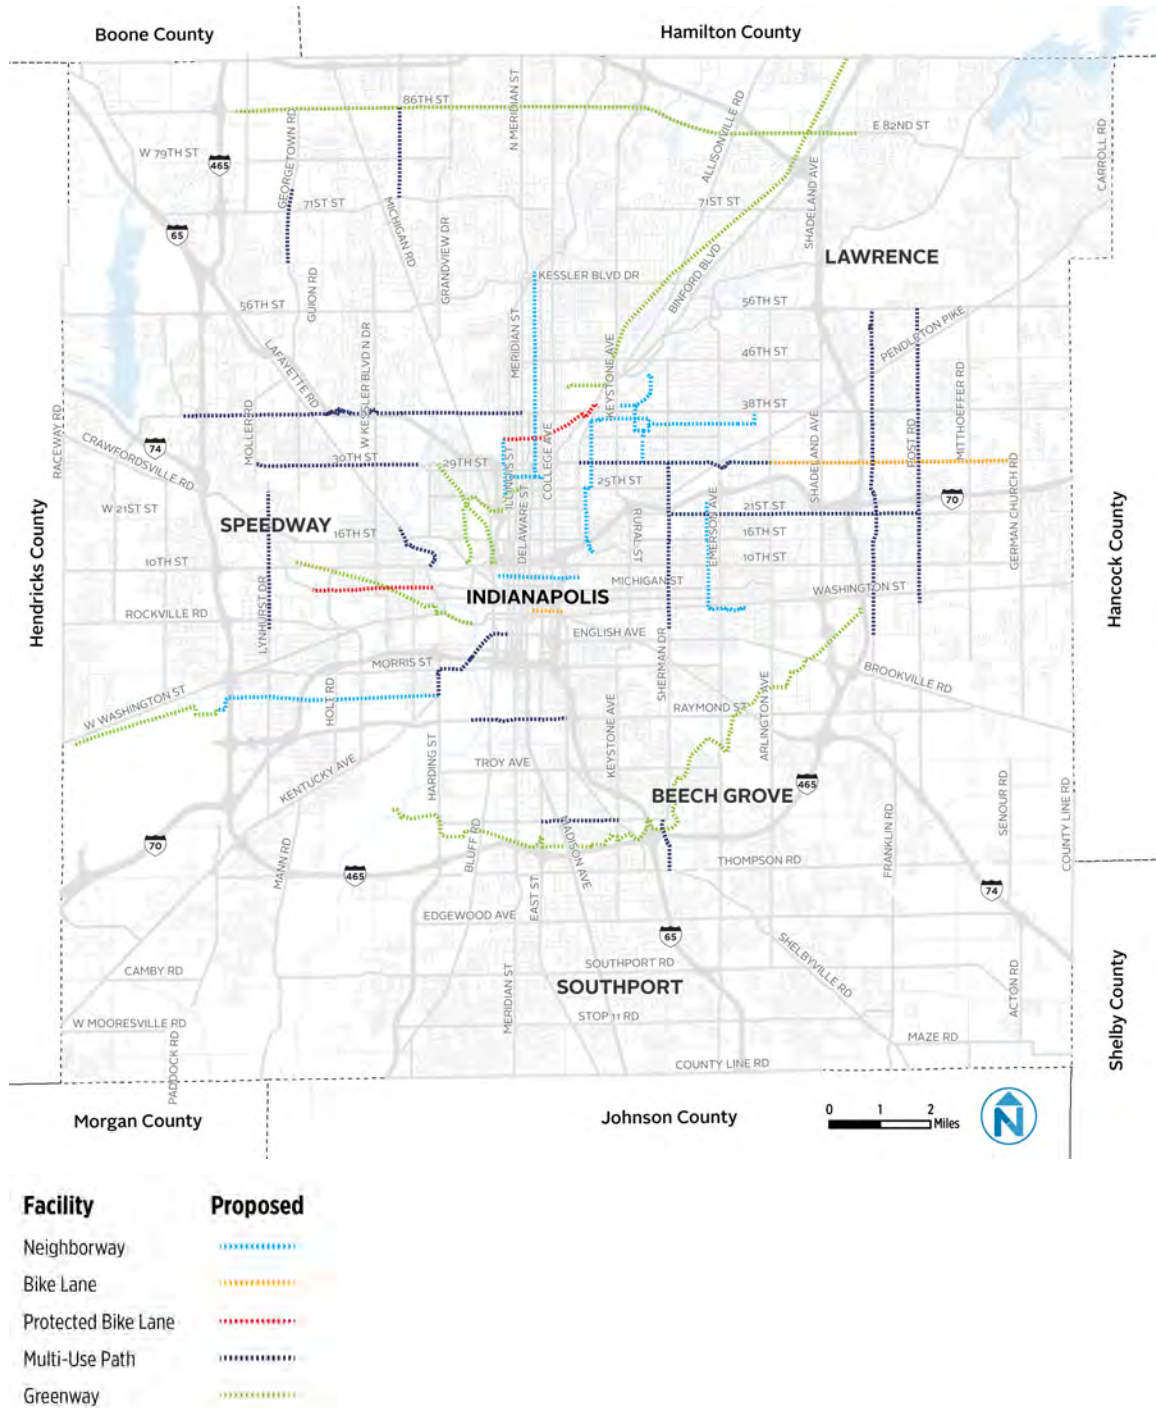 Boone County
Hamilton County
86TH ST
N MERIDIAN ST
ALLISONVILLE RD
E 82ND ST
CARROLL RD
W 79TH ST
465
GEORGETOWN RD
71ST ST
MICHIGAN RD
71ST ST
SHADELAND AVE
65
GRANDVIEW DR
LAWRENCE
KESSLER BLVD DR
BINFORD BLVD
GUION RD
56TH ST
56TH ST
MERIDIAN ST
PENDLETON PIKE
LAFAYETTE RD
W KESSLER BLVD N DR
KEYSTONE AVE
46TH ST
MITTHOEFFER RD
RACEWAY RD
MOLLER RD
38TH ST
74
CRAWFORDSVILLE RD
COLLEGE AVE
SHADELAND AVE
POST RD
30TH ST
29TH ST
ILLINOIS ST
25TH ST
GERMAN CHURCH RD
70
W 21ST ST
SPEEDWAY
DELAWARE ST
RURAL ST
EMERSON AVE
21ST ST
16TH ST
16TH ST
10TH ST
10TH ST
Hendricks County
Hancock County
MICHIGAN ST
WASHINGTON ST
INDIANAPOLIS
ROCKVILLE RD
LYNHURST DR
ENGLISH AVE
SHERMAN DR
MORRIS ST
BROOKVILLE RD
W WASHINGTON ST
HOLT RD
KEYSTONE AVE
RAYMOND ST
ARLINGTON AVE
HARDING ST
TROY AVE
KENTUCKY AVE
BEECH GROVE
465
SENOUR RD
COUNTY LINE RD
70
BLUFF RD
MADISON AVE
FRANKLIN RD
MANN RD
465
THOMPSON RD
74
EAST ST
EDGEWOOD AVE
65
SHELBYVILLE RD
CAMBY RD
SOUTHPORT RD
ACTON RD
SOUTHPORT
MERIDIAN ST
Shelby County
STOP 11 RD
W MOORESVILLE RD
MAZE RD
PADDOCK RD
COUNTY LINE RD
Morgan County
Johnson County
0 1 2
Miles
N
Facility Proposed
Neighborway
Bike Lane
Protected Bike Lane
Multi-Use Path
Greenway